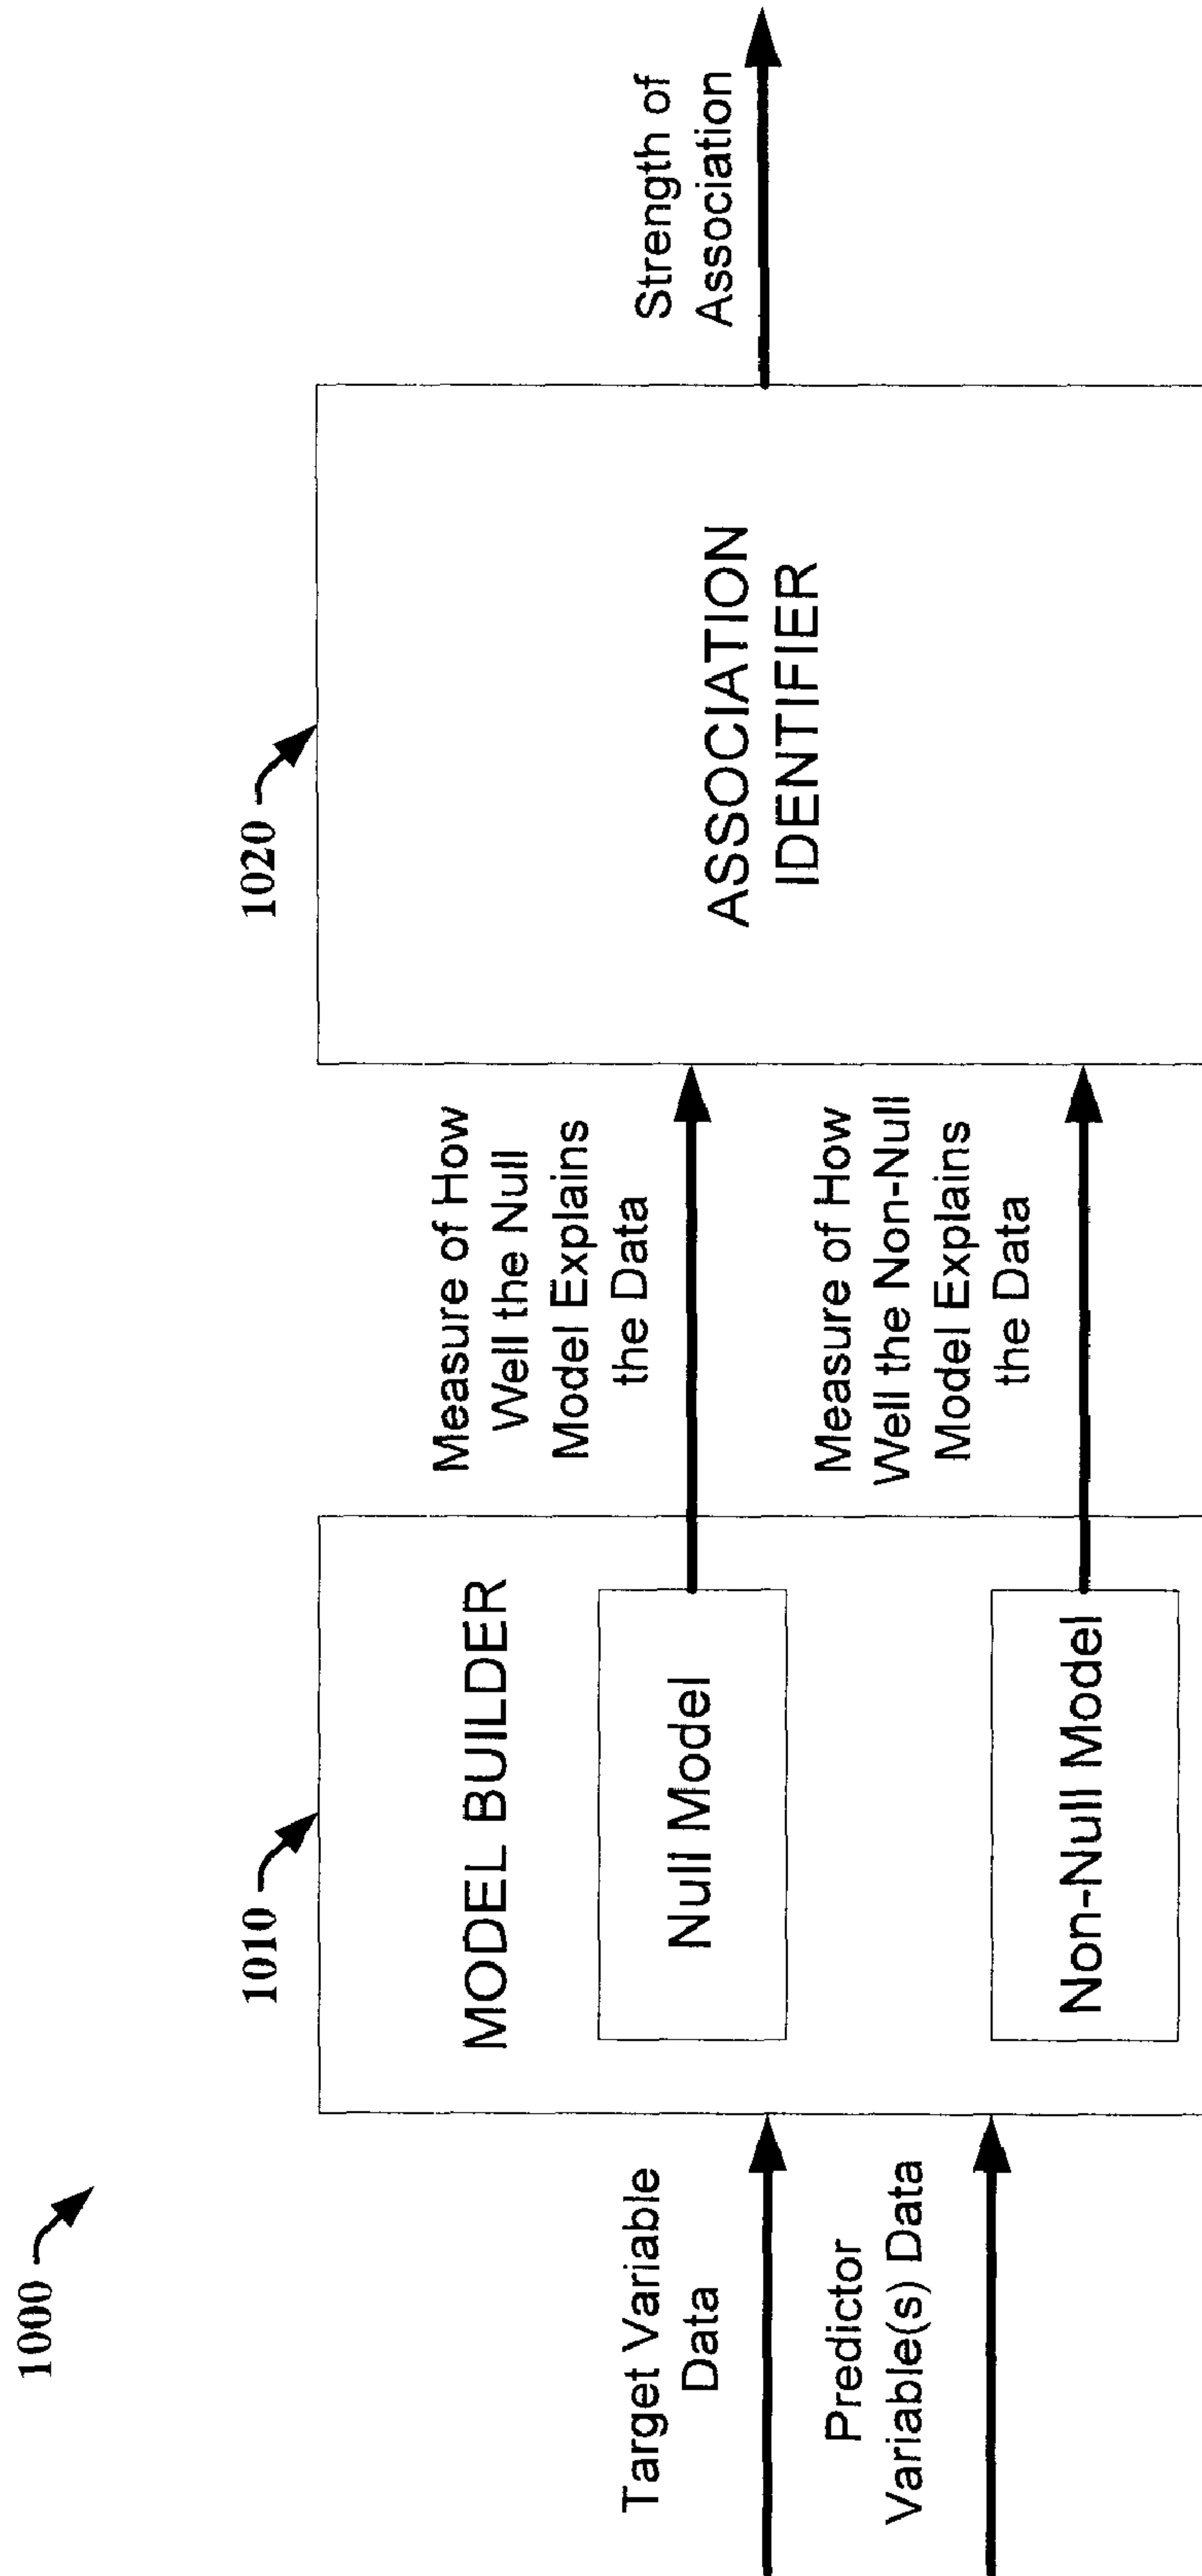 1000
1010
1020
MODEL BUILDER
Null Model
Non-Null Model
Target Variable
Data
Predictor
Variable(s) Data
Measure of How
Well the Null
Model Explains
the Data
Measure of How
Well the Non-Null
Model Explains
the Data
ASSOCIATION
IDENTIFIER
Strength of
Association